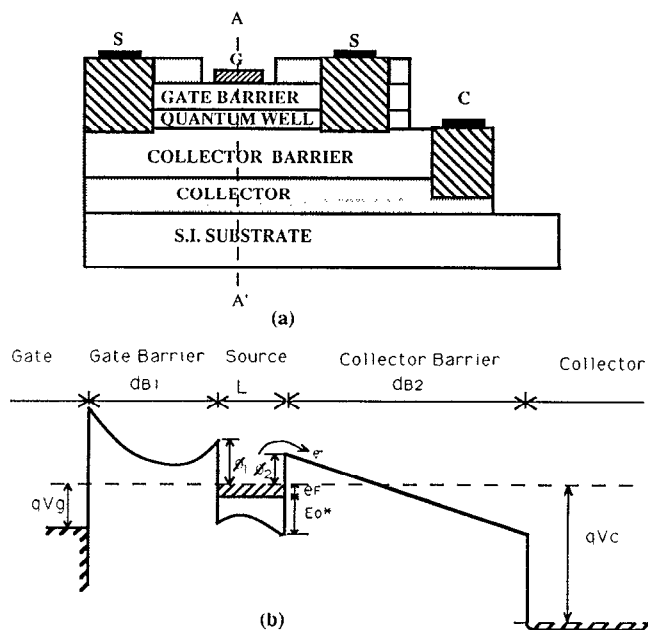 A
S
G
S
GATE BARRIER
QUANTUM WELL
C
COLLECTOR BARRIER
COLLECTOR
S.I. SUBSTRATE
A'
(a)
Gate Gate Barrier Source Collector Barrier Collector
dB1 L dB2
ϕ1 ϕ2 e-
qVg eF qVc
Eo*
(b)